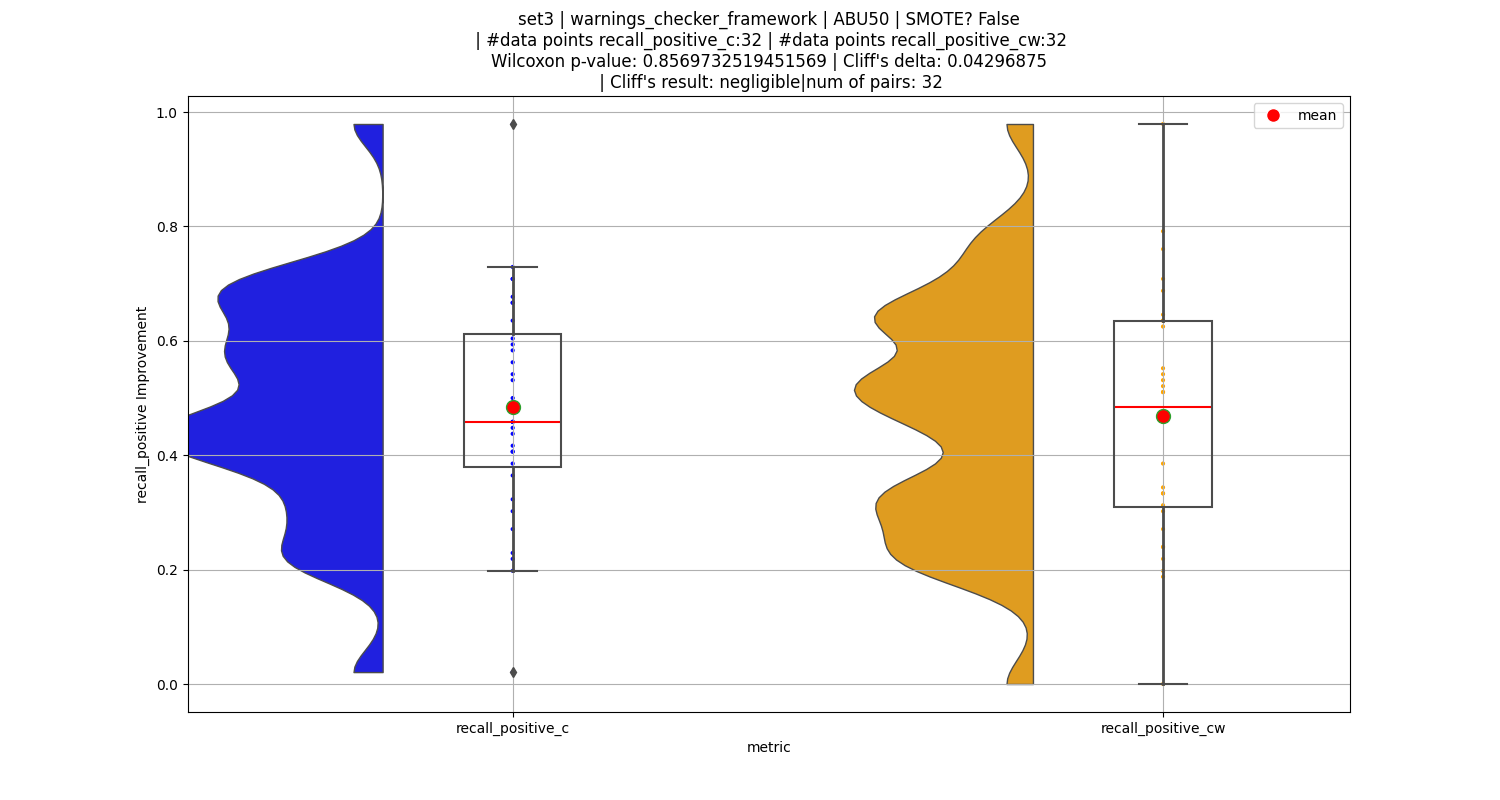 set3 | warnings_checker_framework | ABU50 | SMOTE? False
| #data points recall_positive_c:32 | #data points recall_positive_cw:32
Wilcoxon p-value: 0.8569732519451569 | Cliff's delta: 0.04296875
| Cliff's result: negligible|num of pairs: 32
mean
1.0
0.8
0.6
0.4
0.2
0.0
recall_positive Improvement
recall_positive_c
recall_positive_cw
metric